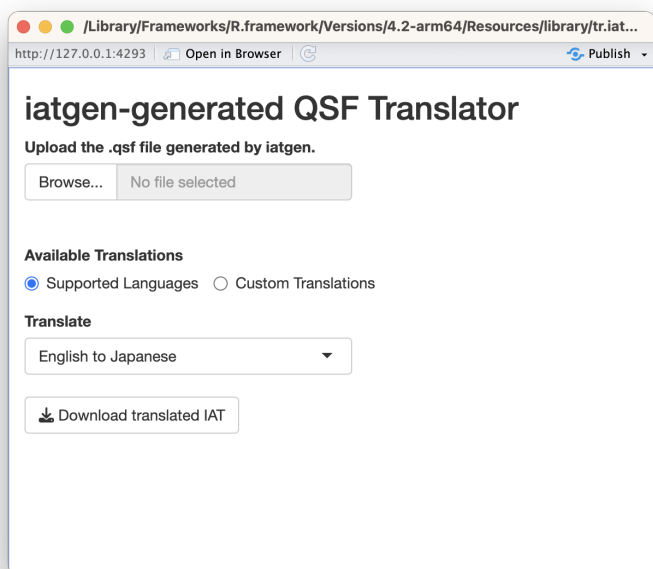 /Library/Frameworks/R.framework/Versions/4.2-arm64/Resources/library/tr.iat...
http://127.0.0.1:4293 Open in Browser Publish
iatgen-generated QSF Translator
Upload the .qsf file generated by iatgen.
Browse... No file selected
Available Translations
Supported Languages Custom Translations
Translate
English to Japanese
Download translated IAT